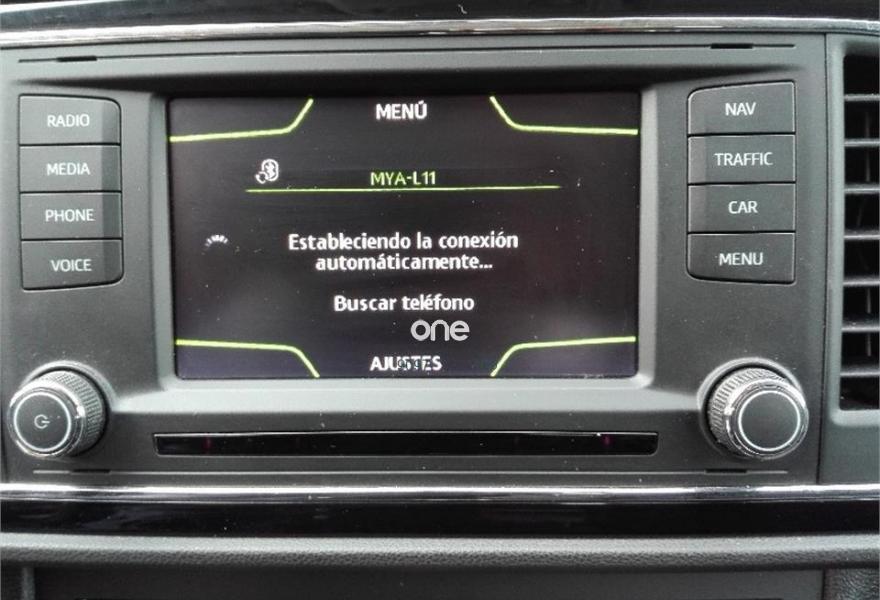 RADIO
MEDIA
PHONE
VOICE
MENÚ
MYA-L11
Estableciendo la conexión
automáticamente...
Buscar teléfono
one
AJUSTES
NAV
TRAFFIC
CAR
MENU